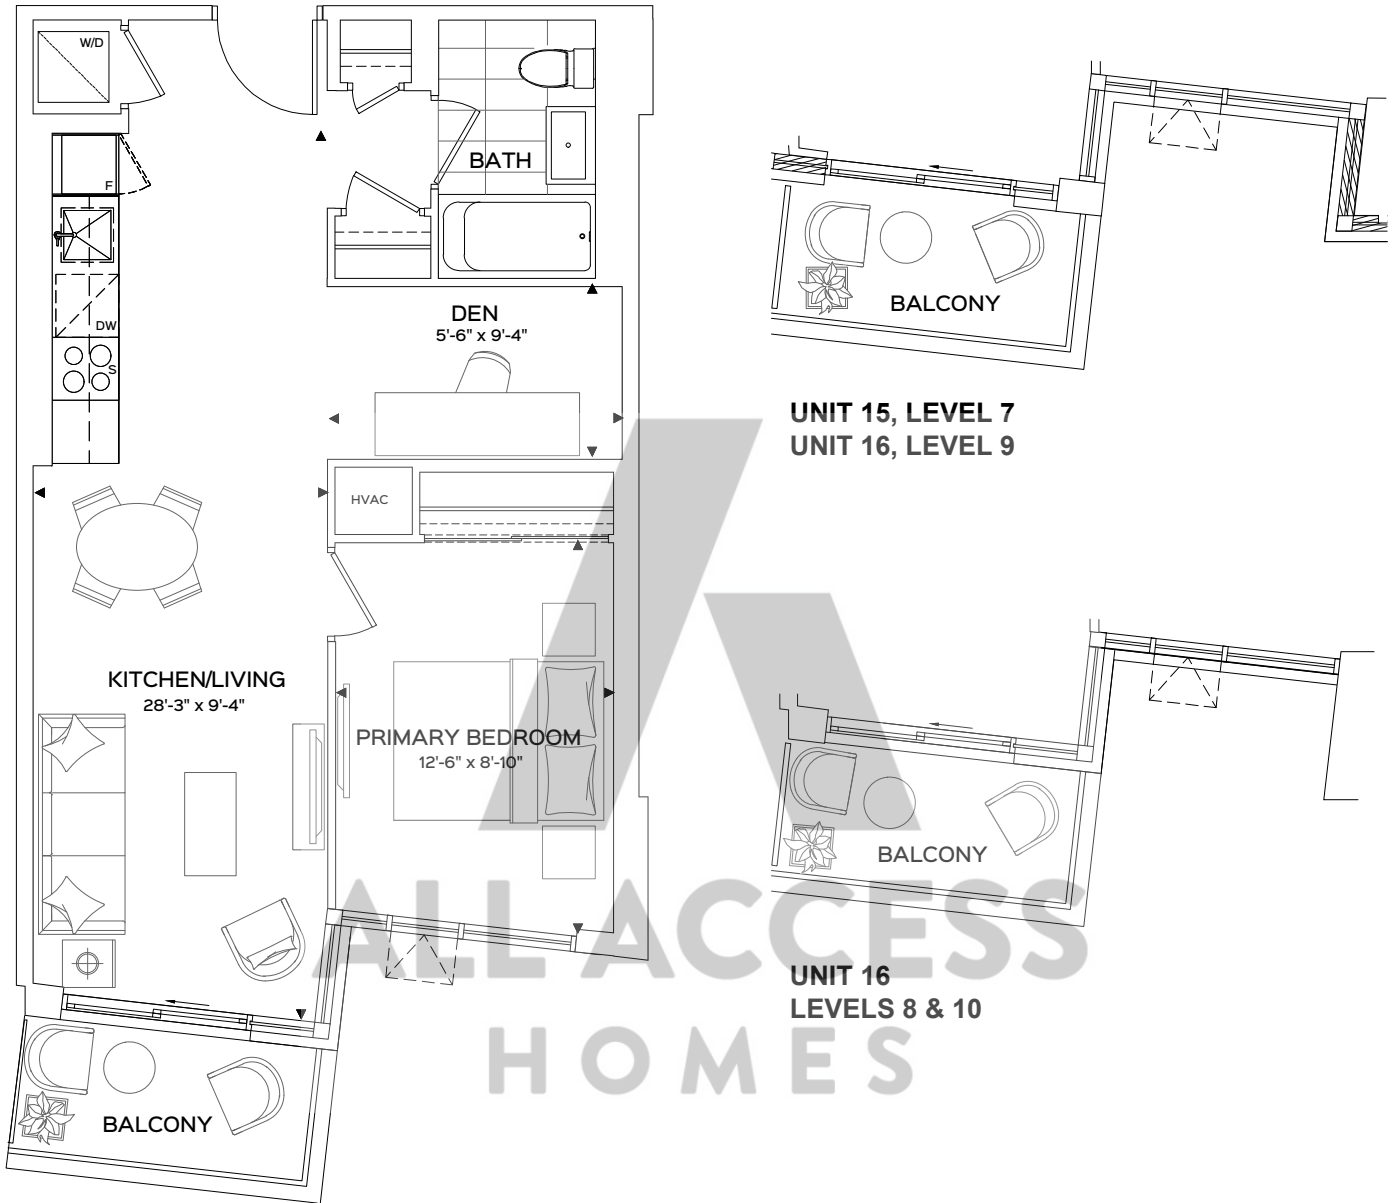 W/D
F
BATH
DEN
5'-6" x 9'-4"
DW
S
HVAC
KITCHEN/LIVING
28'-3" x 9'-4"
PRIMARY BEDROOM
12'-6" x 8'-10"
BALCONY
BALCONY
UNIT 15, LEVEL 7
UNIT 16, LEVEL 9
BALCONY
UNIT 16
LEVELS 8 & 10
ALL ACCESS
HOMES